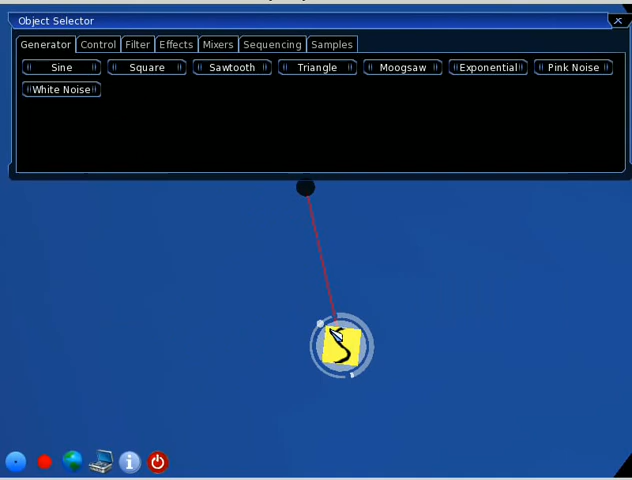 Object Selector
Generator Control Filter Effects Mixers Sequencing Samples
Sine Square Sawtooth Triangle Moogsaw Exponential Pink Noise
White Noise